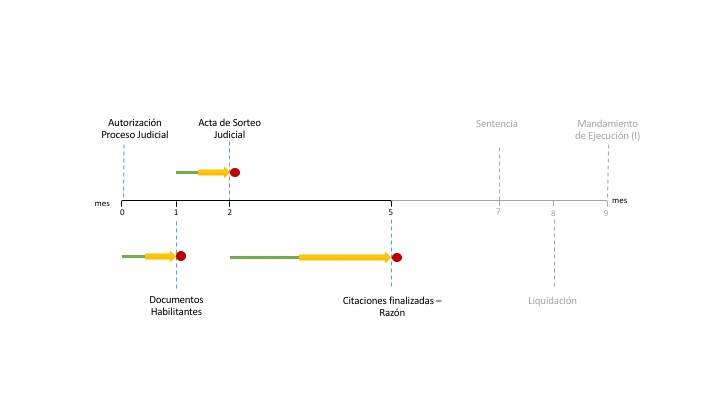 Autorización
Proceso Judicial
Acta de Sorteo
Judicial
Sentencia
Mandamiento
de Ejecución (I)
mes
mes
0
1
2
5
7
8
9
Documentos
Habilitantes
Citaciones finalizadas –
Razón
Liquidación